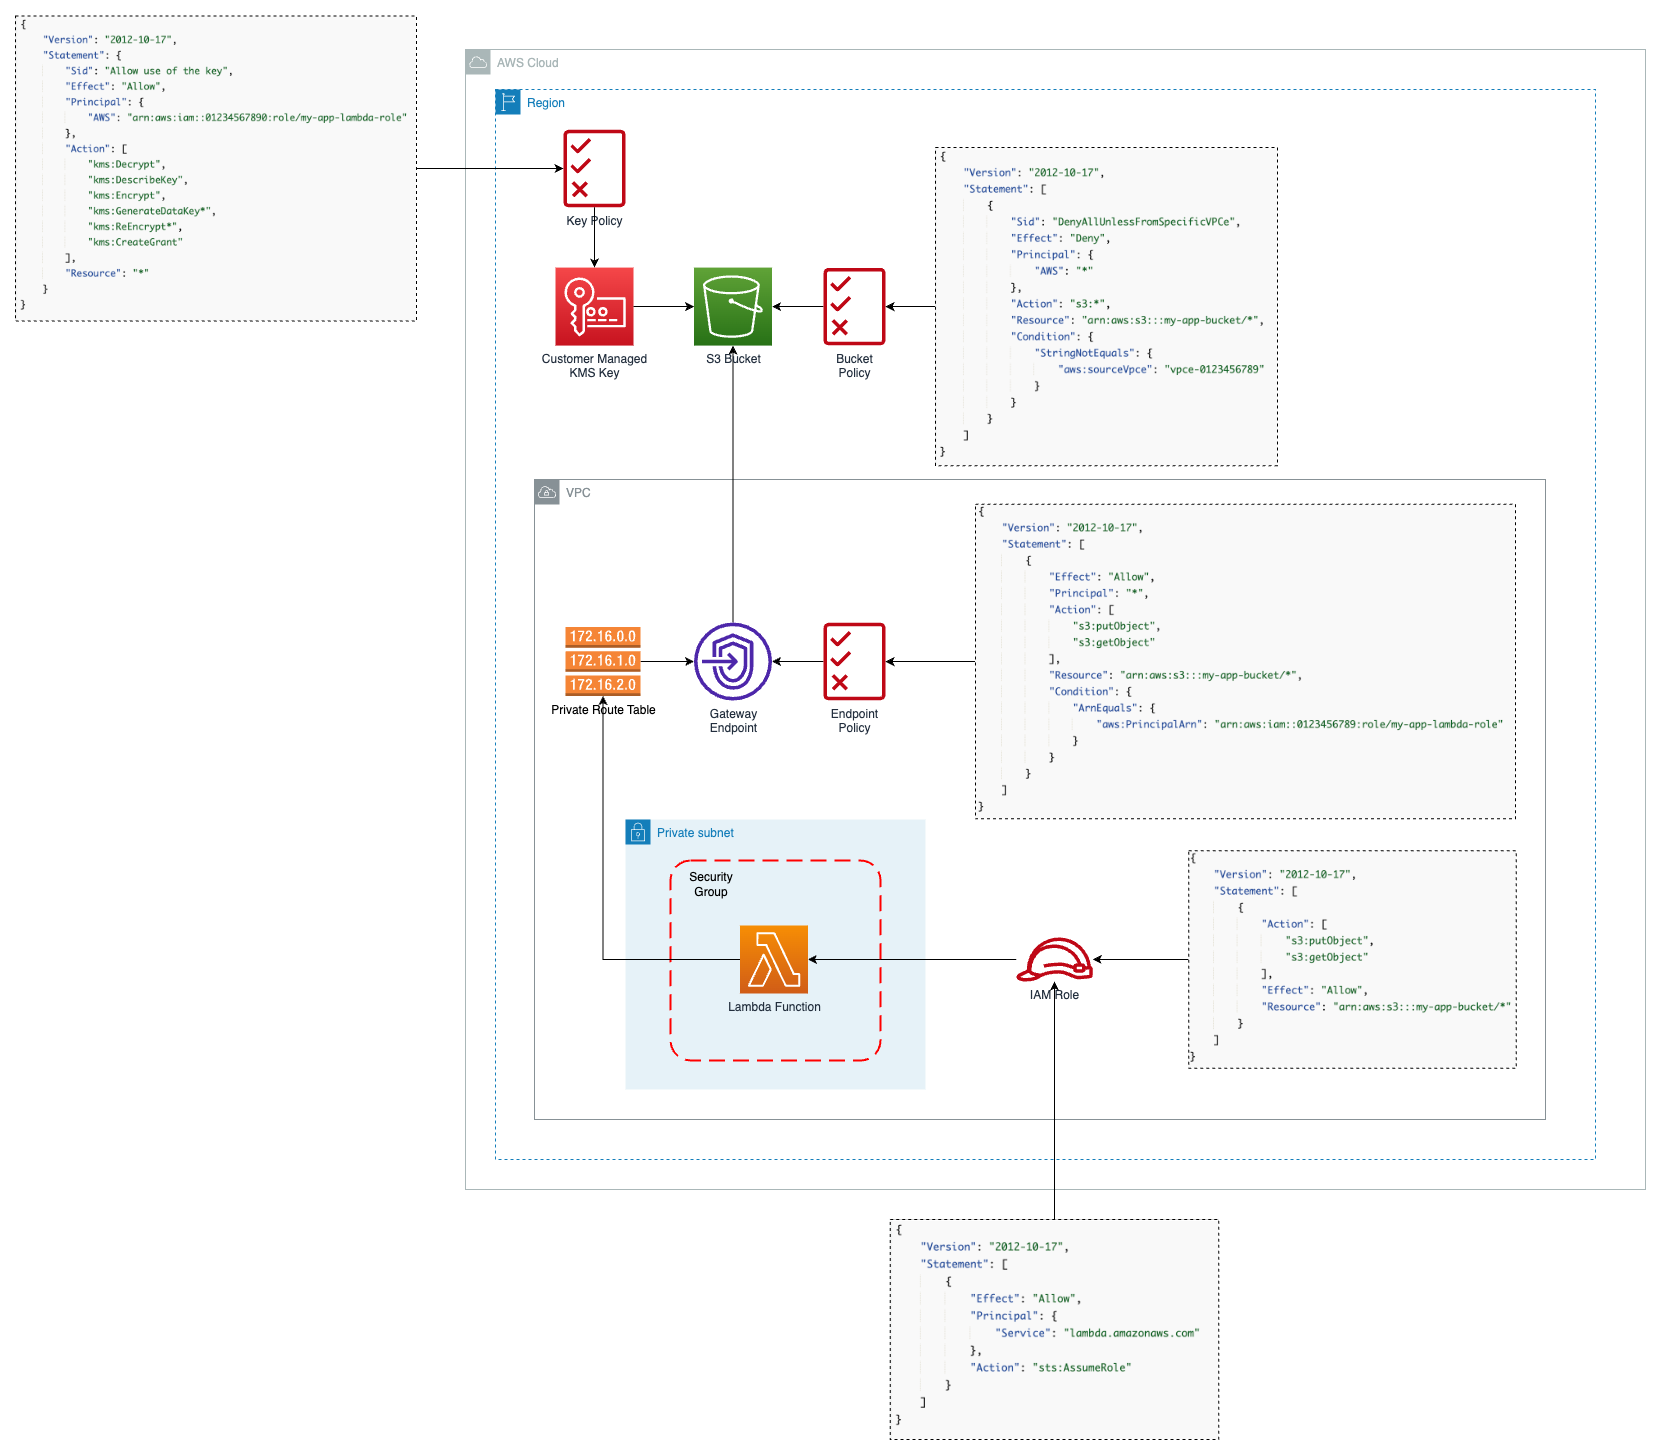 {
    "Version": "2012-10-17",
    "Statement": {
        "Sid": "Allow use of the key",
        "Effect": "Allow",
        "Principal": {
            "AWS": "arn:aws:iam::01234567890:role/my-app-lambda-role"
        },
        "Action": [
            "kms:Decrypt",
            "kms:DescribeKey",
            "kms:Encrypt",
            "kms:GenerateDataKey*",
            "kms:ReEncrypt*",
            "kms:CreateGrant"
        ],
        "Resource": "*"
    }
}
AWS Cloud
Region
Key Policy
Customer Managed
KMS Key
S3 Bucket
Bucket
Policy
{
    "Version": "2012-10-17",
    "Statement": [
        {
            "Sid": "DenyAllUnlessFromSpecificVPCe",
            "Effect": "Deny",
            "Principal": {
                "AWS": "*"
            },
            "Action": "s3:*",
            "Resource": "arn:aws:s3:::my-app-bucket/*",
            "Condition": {
                "StringNotEquals": {
                    "aws:sourceVpce": "vpce-0123456789"
                }
            }
        }
    ]
}
VPC
172.16.0.0
172.16.1.0
172.16.2.0
Private Route Table
Gateway
Endpoint
Endpoint
Policy
{
    "Version": "2012-10-17",
    "Statement": [
        {
            "Effect": "Allow",
            "Principal": "*",
            "Action": [
                "s3:putObject",
                "s3:getObject"
            ],
            "Resource": "arn:aws:s3:::my-app-bucket/*",
            "Condition": {
                "ArnEquals": {
                    "aws:PrincipalArn": "arn:aws:iam::0123456789:role/my-app-lambda-role"
                }
            }
        }
    ]
}
Private subnet
Security
Group
Lambda Function
IAM Role
{
    "Version": "2012-10-17",
    "Statement": [
        {
            "Action": [
                "s3:putObject",
                "s3:getObject"
            ],
            "Effect": "Allow",
            "Resource": "arn:aws:s3:::my-app-bucket/*"
        }
    ]
}
{
    "Version": "2012-10-17",
    "Statement": [
        {
            "Effect": "Allow",
            "Principal": {
                "Service": "lambda.amazonaws.com"
            },
            "Action": "sts:AssumeRole"
        }
    ]
}